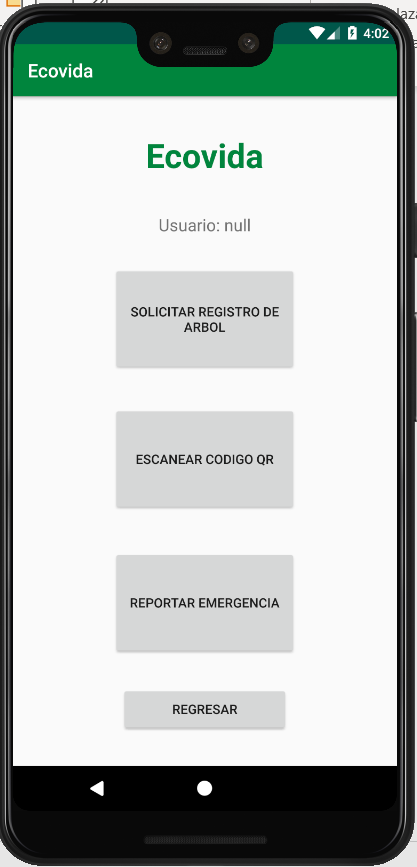 4:02
Ecovida
Ecovida
Usuario: null
SOLICITAR REGISTRO DE
ARBOL
ESCANEAR CODIGO QR
REPORTAR EMERGENCIA
REGRESAR